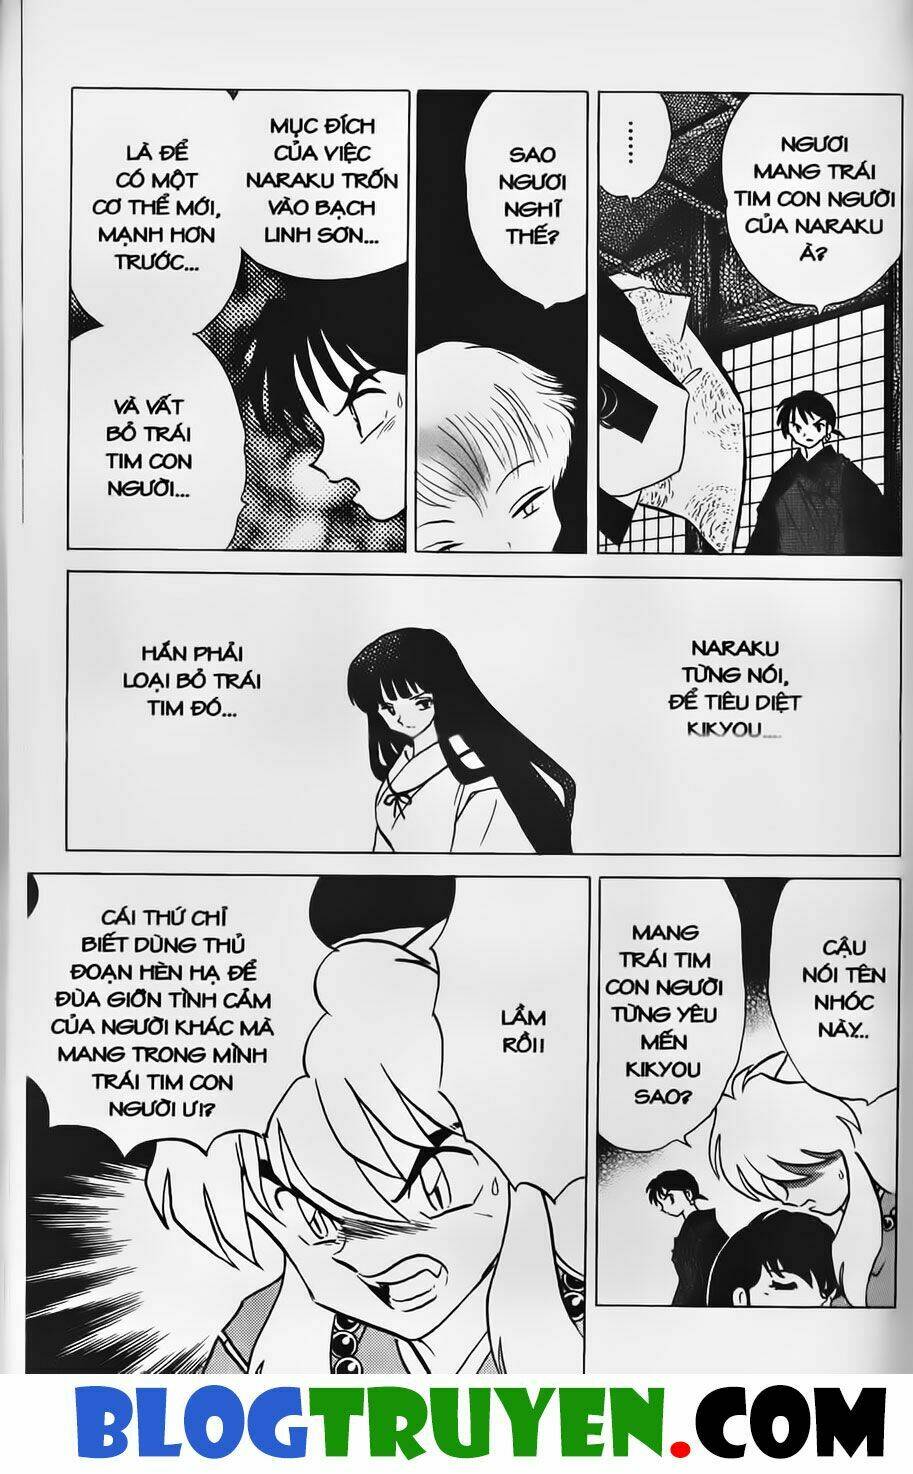 NGƯƠI
MANG TRÁI
TIM CON NGƯỜI
CỦA NARAKU
À?
......
SAO
NGƯƠI
NGHĨ
THẾ?
MỤC ĐÍCH
CỦA VIỆC
NARAKU TRỐN
VÀO BẠCH
LINH SƠN...
LÀ ĐỂ
CÓ MỘT
CƠ THỂ MỚI,
MẠNH HƠN
TRƯỚC...
VÀ VẤT
BỎ TRÁI
TIM CON
NGƯỜI...
NARAKU
TỪNG NÓI,
ĐỂ TIÊU DIỆT
KIKYOU....
HẮN PHẢI
LOẠI BỎ TRÁI
TIM ĐÓ...
CẬU
NÓI TÊN
NHÓC
NÀY...
MANG
TRÁI TIM
CON NGƯỜI
TỪNG YÊU
MẾN
KIKYOU
SAO?
LẦM
RỒI!
CÁI THỨ CHỈ
BIẾT DÙNG THỦ
ĐOẠN HÈN HẠ ĐỂ
ĐÙA GIỠN TÌNH CẢM
CỦA NGƯỜI KHÁC MÀ
MANG TRONG MÌNH
TRÁI TIM CON
NGƯỜI Ư!?
BLOGTRUYEN.COM